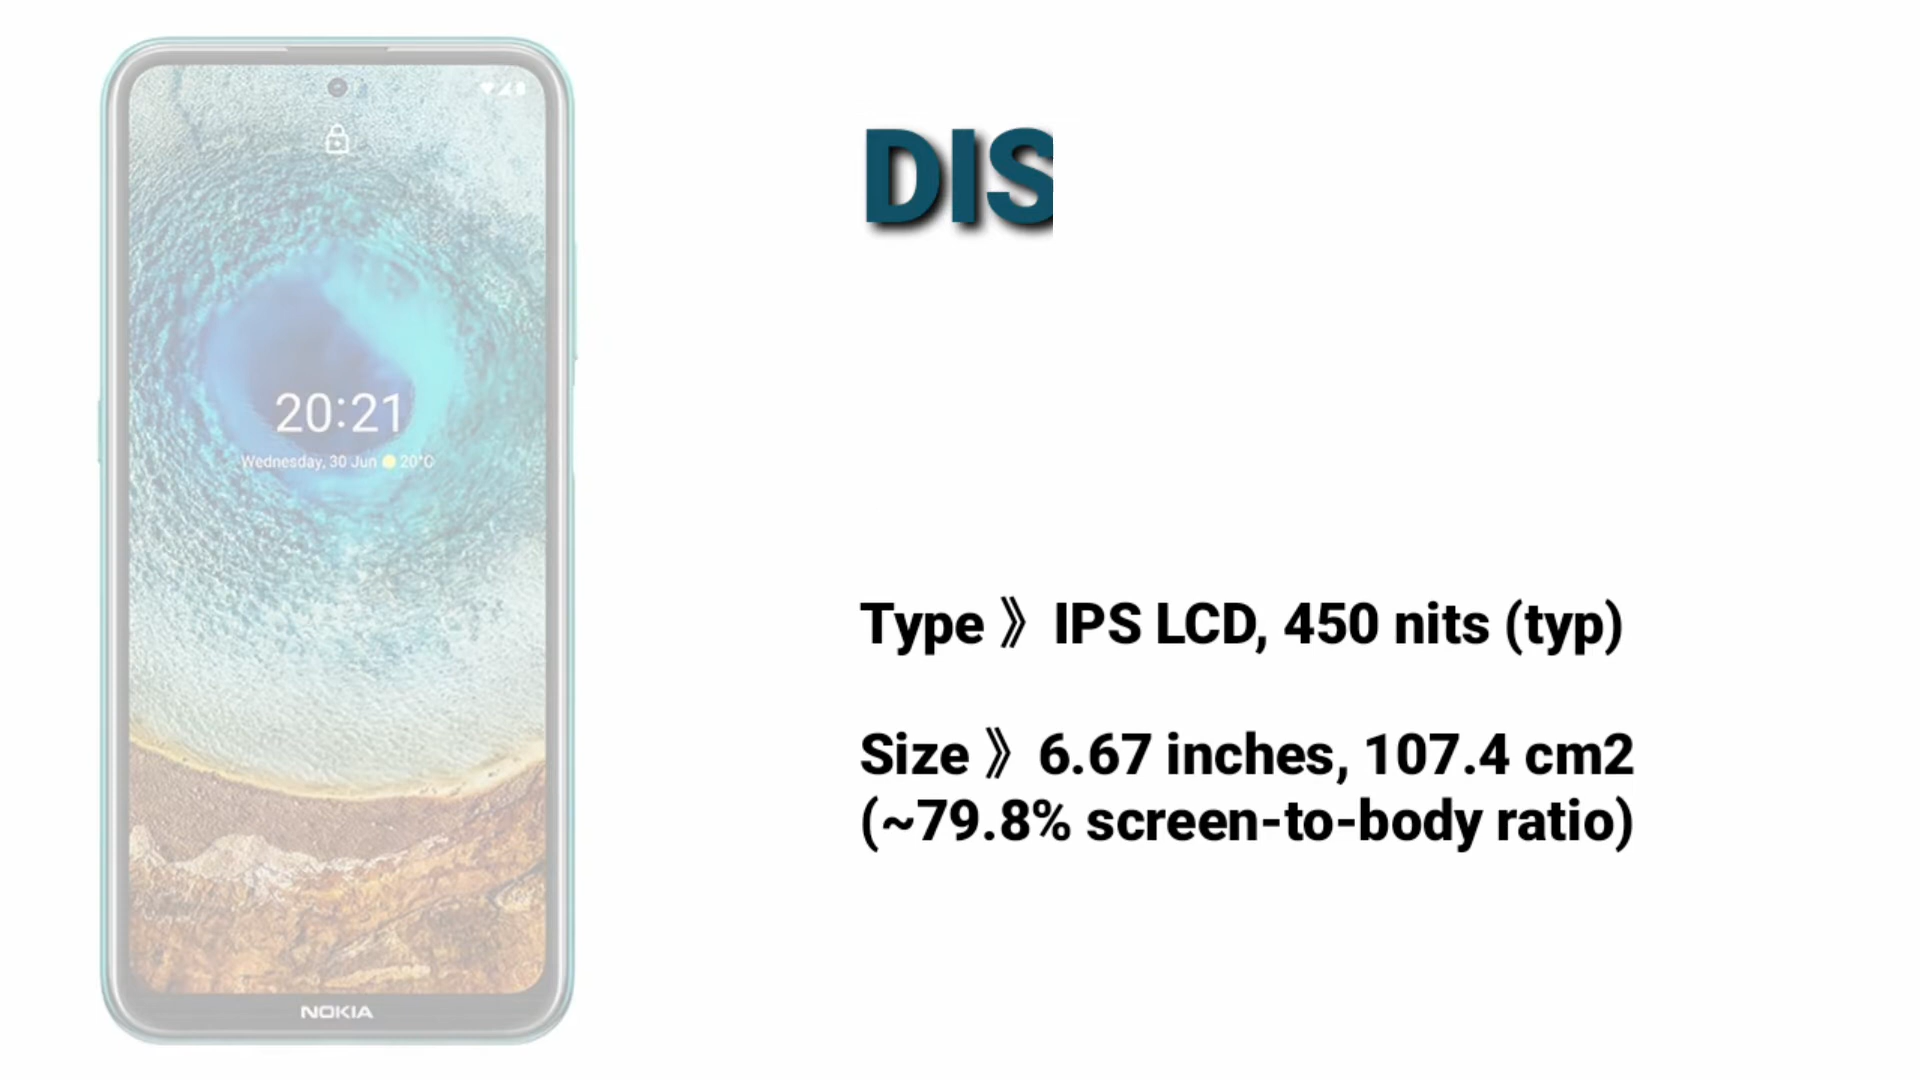 DIS
20:21
Wednesday, 30 Jun 20°C
NOKIA
Type 》 IPS LCD, 450 nits (typ)
Size 》 6.67 inches, 107.4 cm2
(~79.8% screen-to-body ratio)